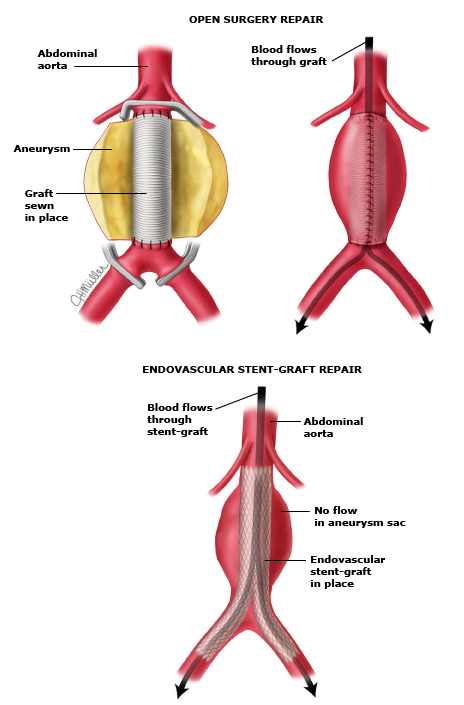 OPEN SURGERY REPAIR
Abdominal
aorta
Aneurysm
Graft
sewn
in place
Blood flows
through graft
ENDOVASCULAR STENT-GRAFT REPAIR
Blood flows
through
stent-graft
Abdominal
aorta
No flow
in aneurysm sac
Endovascular
stent-graft
in place